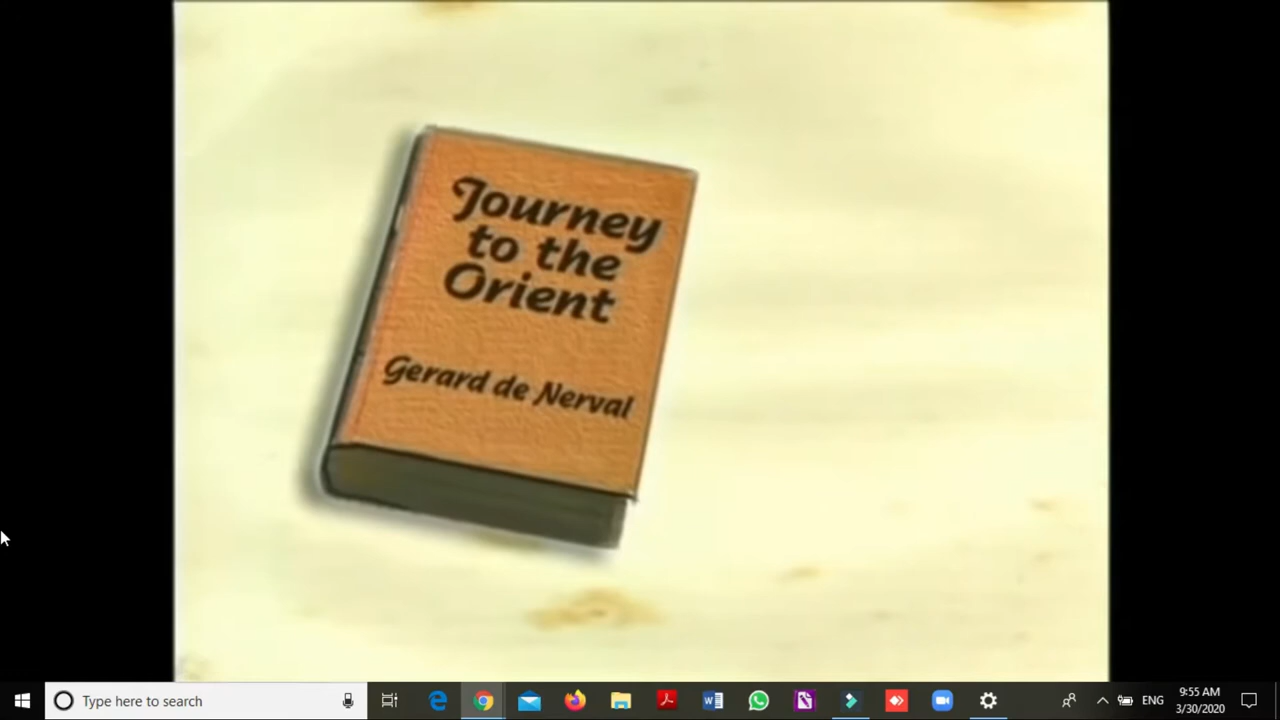 Journey
to the
Orient
Gerard de Nerval
Type here to search
ENG
9:55 AM
3/30/2020